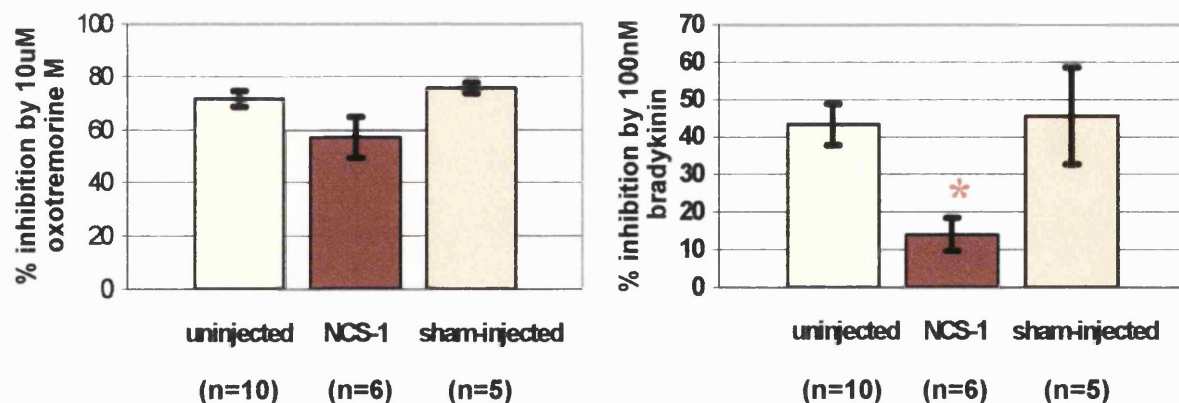 % inhibition by 10uM
oxotremorine M
100
80
60
40
20
0
uninjected NCS-1 sham-injected
(n=10) (n=6) (n=5)
% inhibition by 100nM
bradykinin
70
60
50
40
30
20
10
0
*
uninjected NCS-1 sham-injected
(n=10) (n=6) (n=5)